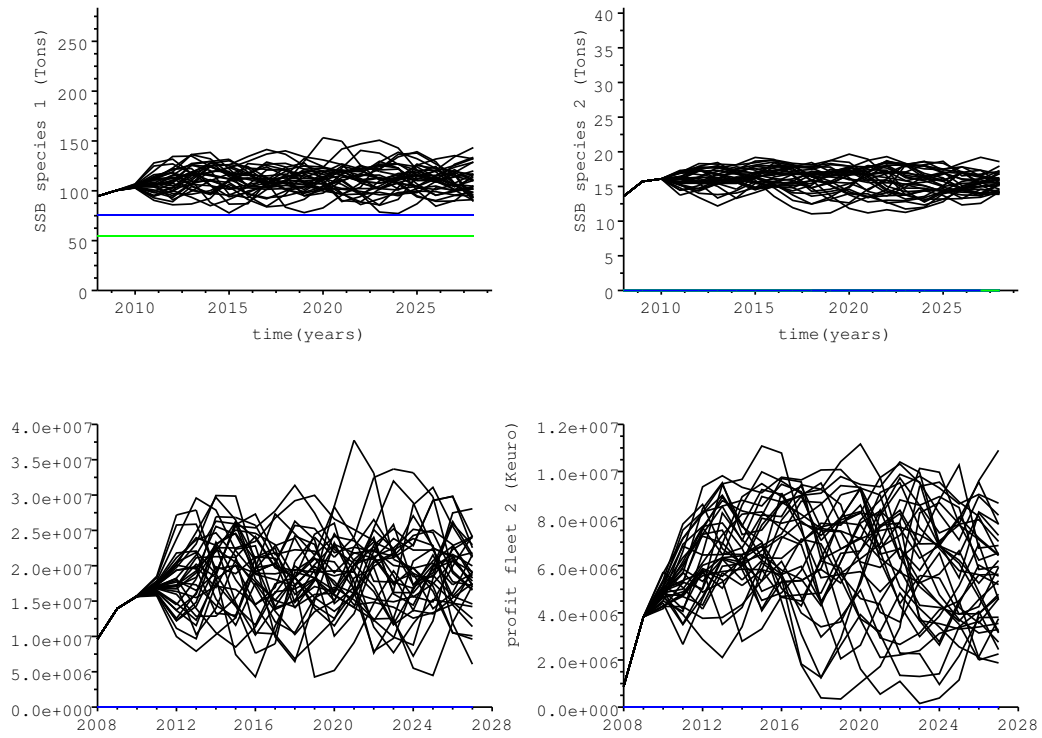 SSB species 1 (Tons)
250
200
150
100
50
0
2010 2015 2020 2025
time(years)
SSB species 2 (Tons)
40
35
30
25
20
15
10
5
0
2010 2015 2020 2025
time(years)
4.0e+007
3.5e+007
3.0e+007
2.5e+007
2.0e+007
1.5e+007
1.0e+007
5.0e+006
0.0e+000
2008 2012 2016 2020 2024 2028
profit fleet 2 (Keuro)
1.2e+007
1.0e+007
8.0e+006
6.0e+006
4.0e+006
2.0e+006
0.0e+000
2008 2012 2016 2020 2024 2028